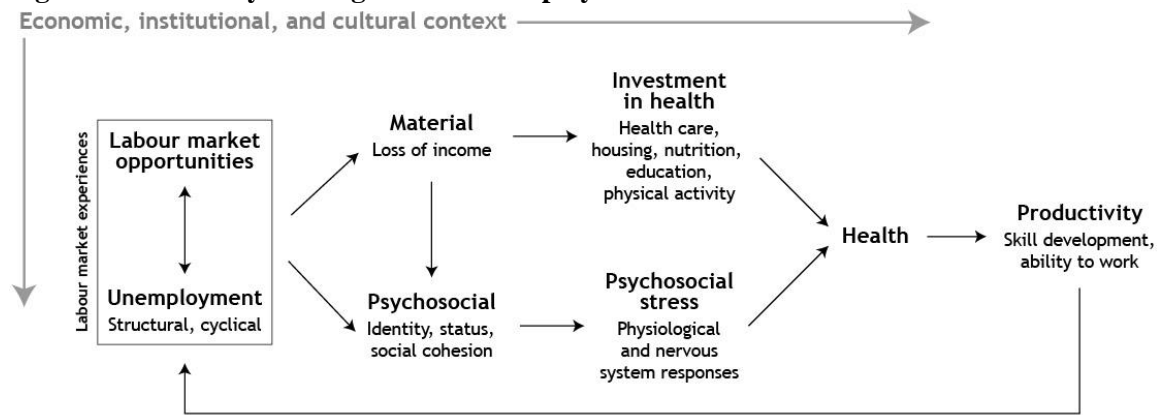 Economic, institutional, and cultural context
Labour market experiences
Labour market
opportunities
Unemployment
Structural, cyclical
Material
Loss of income
Psychosocial
Identity, status,
social cohesion
Investment
in health
Health care,
housing, nutrition,
education,
physical activity
Psychosocial
stress
Physiological
and nervous
system responses
Health
Productivity
Skill development,
ability to work